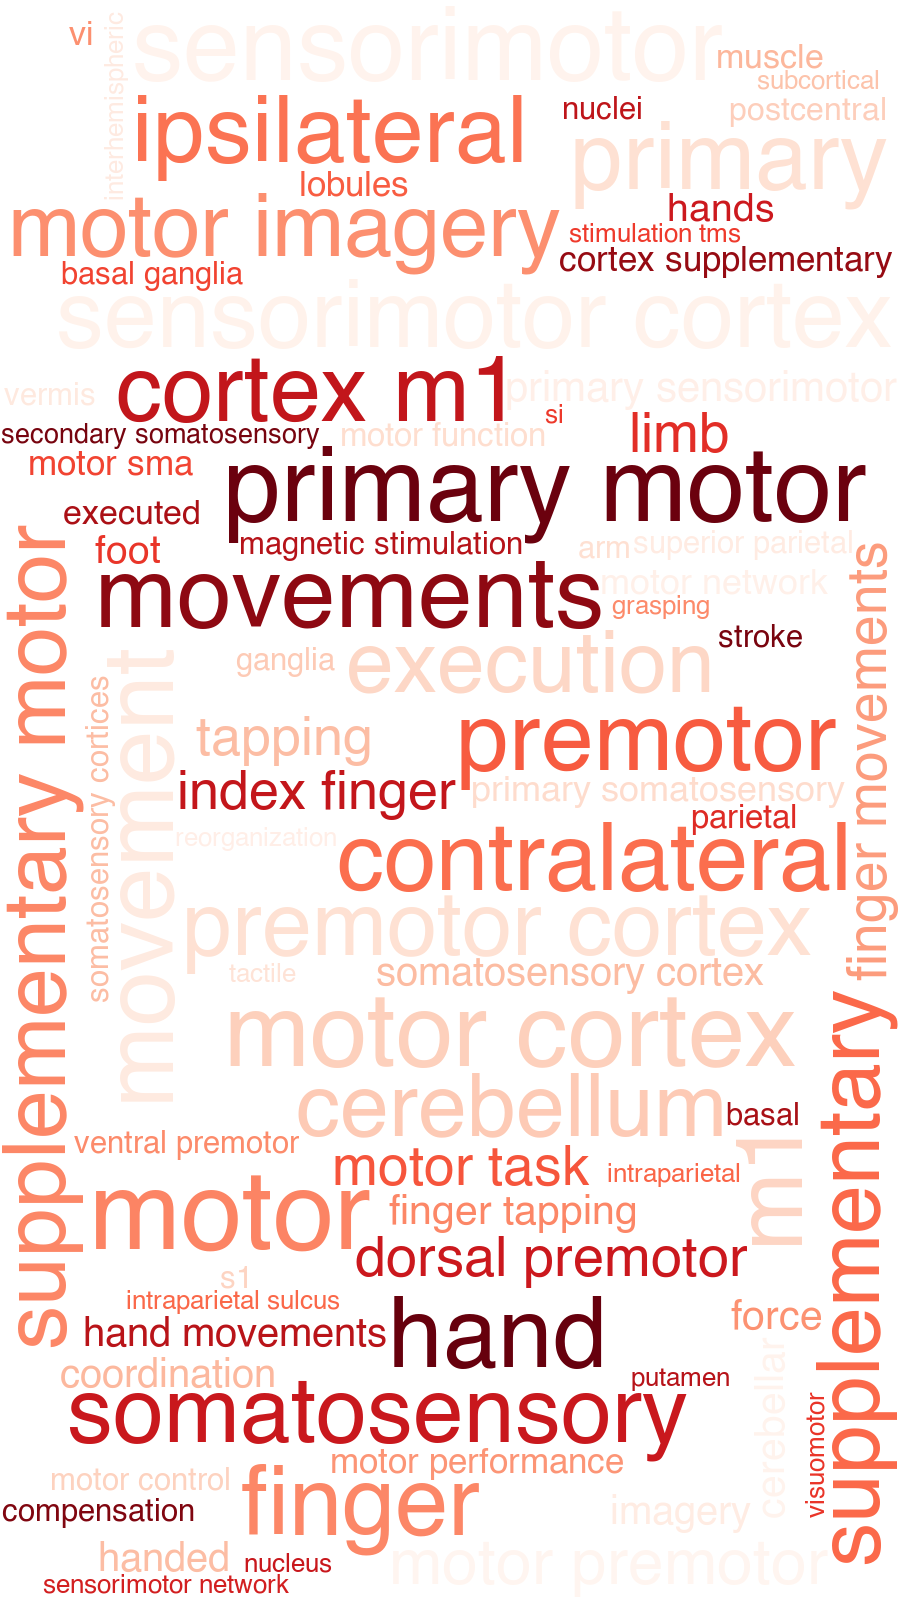 sensorimotor
vi
interhemispheric
muscle
subcortical
ipsilateral
nuclei
postcentral
primary
lobules
motor imagery
hands
stimulation tms
cortex supplementary
basal ganglia
sensorimotor cortex
cortex m1
primary sensorimotor
vermis
si
limb
secondary somatosensory
motor function
motor sma
primary motor
executed
foot
magnetic stimulation
arm
superior parietal
movements
motor network
grasping
stroke
supplementary motor
finger movements
movement
ganglia
execution
somatosensory cortices
tapping
premotor
index finger
primary somatosensory
parietal
reorganization
contralateral
premotor cortex
tactile
somatosensory cortex
motor cortex
supplementary
cerebellum
basal
ventral premotor
m1
motor task
intraparietal
motor
finger tapping
dorsal premotor
s1
intraparietal sulcus
hand
force
hand movements
cerebellar
coordination
putamen
somatosensory
visuomotor
motor performance
motor control
finger
compensation
imagery
handed
nucleus
motor premotor
sensorimotor network